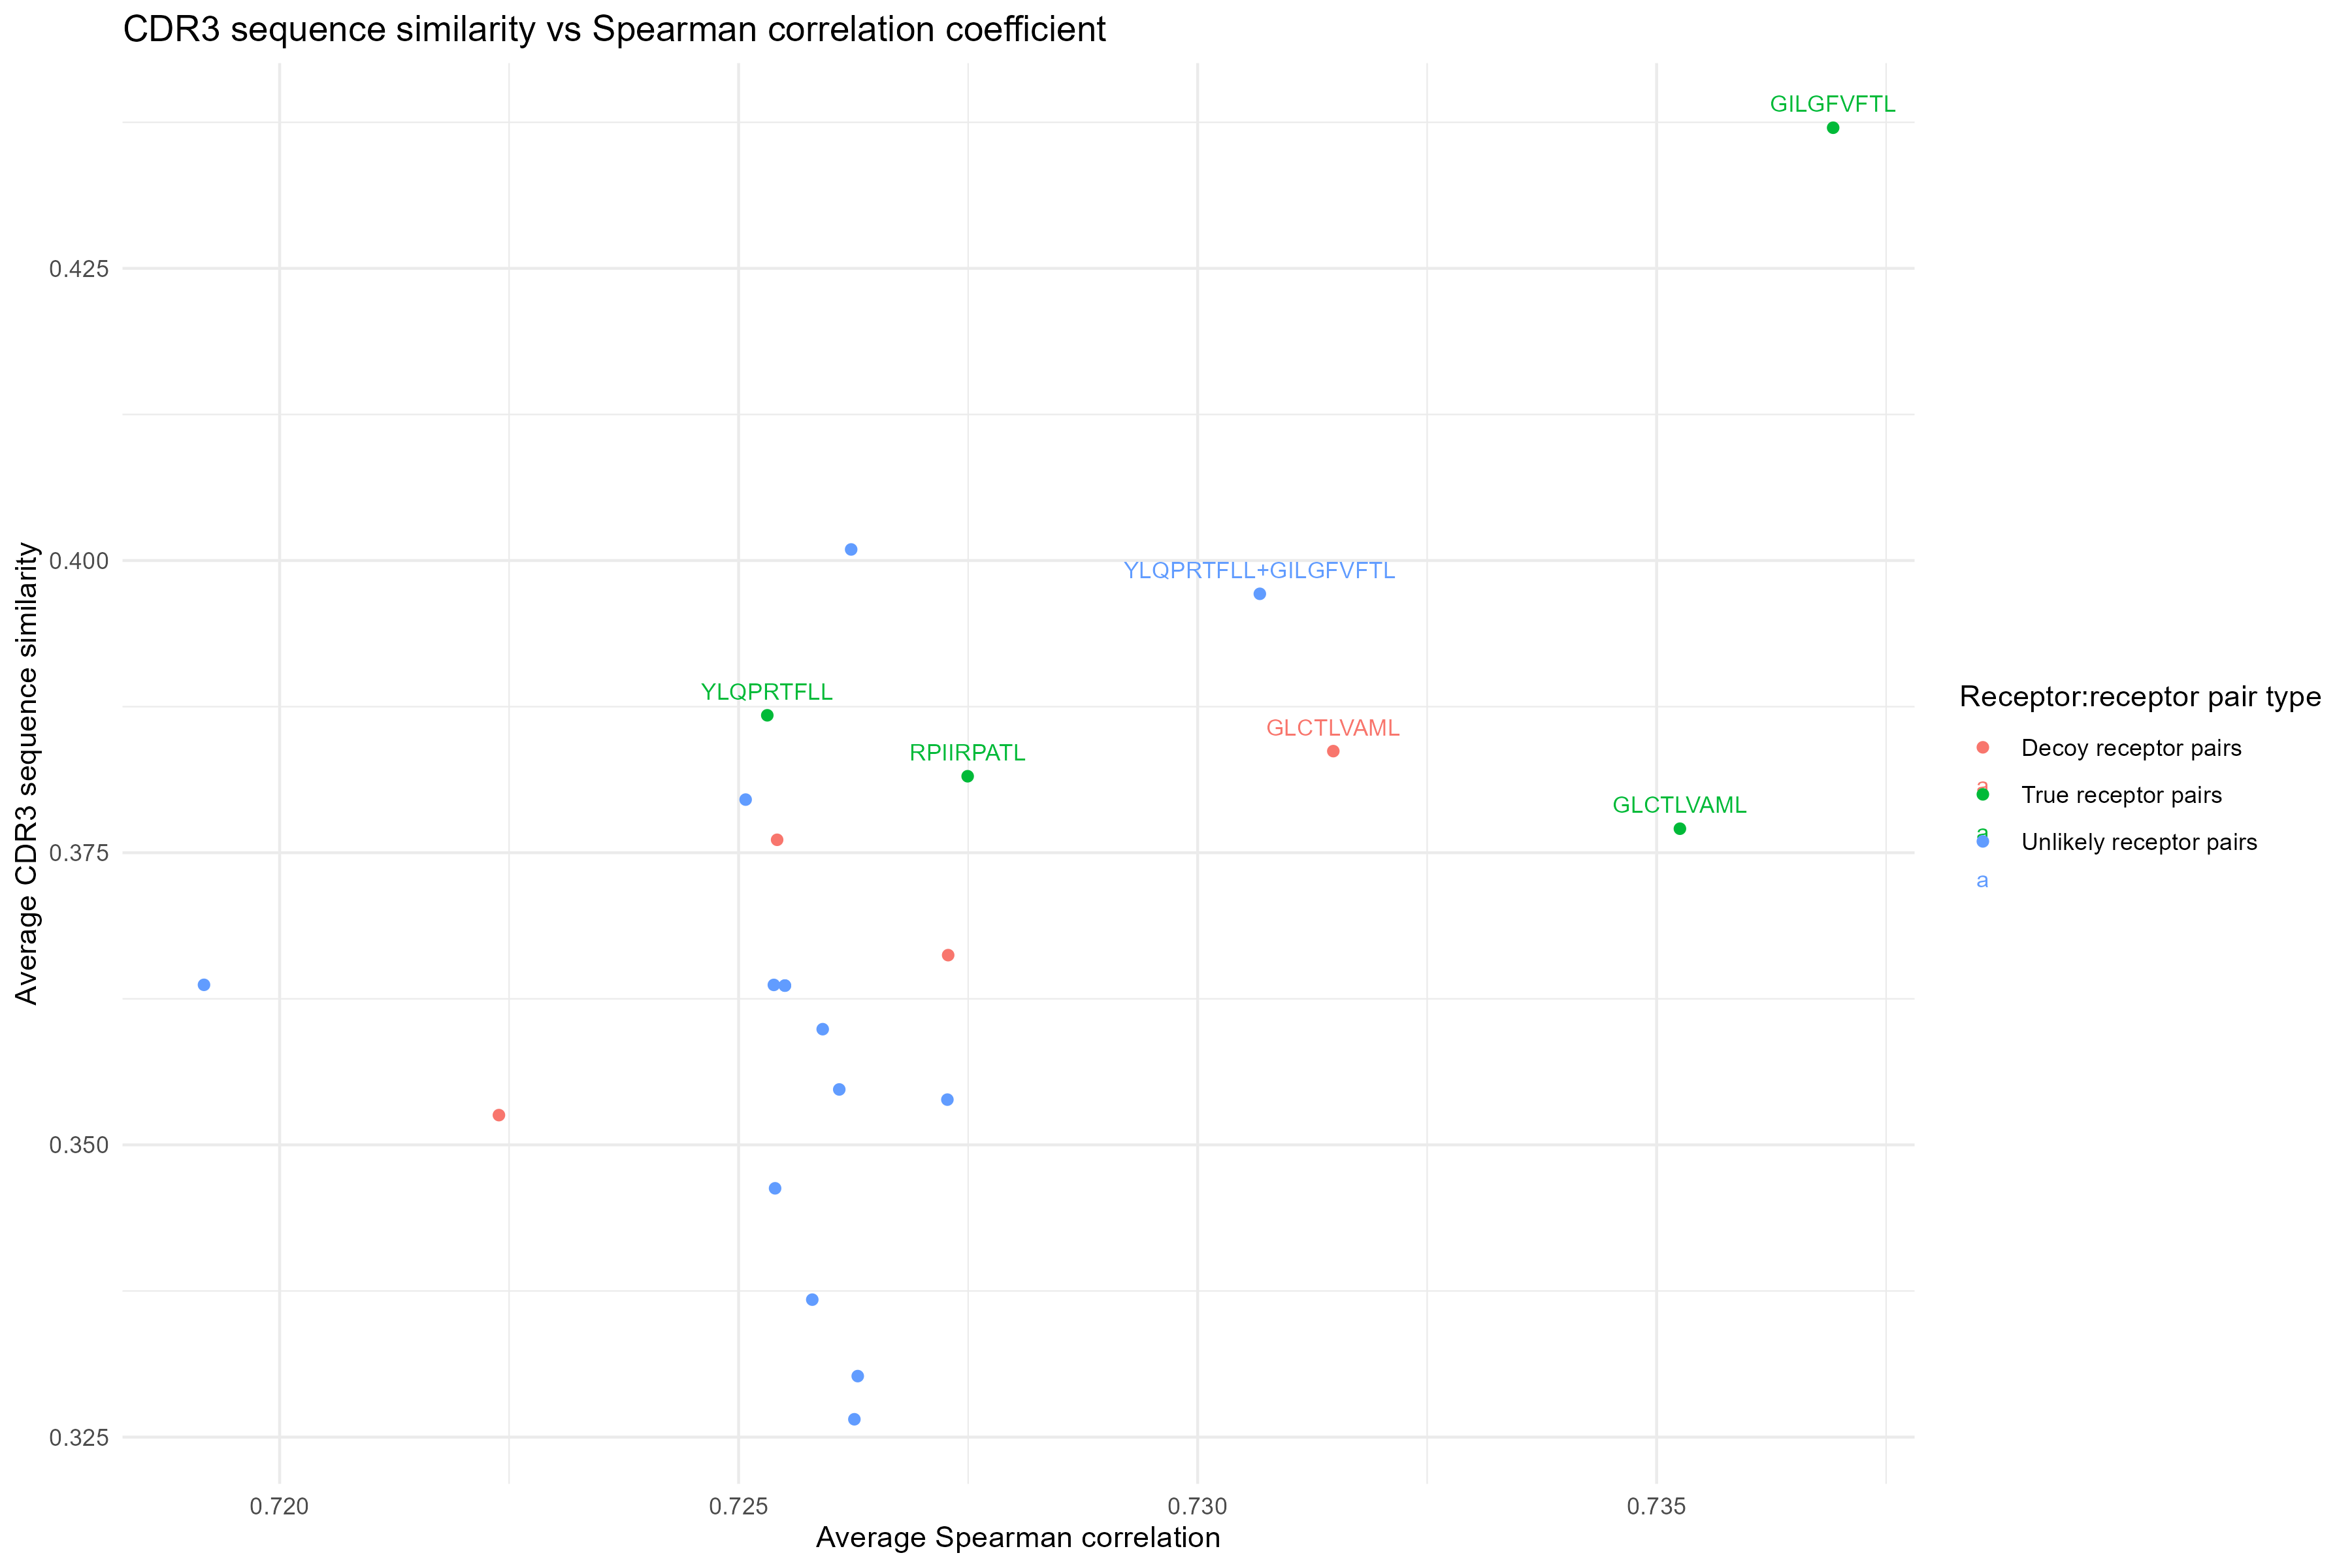 CDR3 sequence similarity vs Spearman correlation coefficient
GILGFVFTL
0.425
0.400
YLQPRTFLL+GILGFVFTL
YLQPRTFLL
GLCTLVAML
RPIIRPATL
GLCTLVAML
0.375
0.350
0.325
Average CDR3 sequence similarity
0.720 0.725 0.730 0.735
Average Spearman correlation
Receptor:receptor pair type
Decoy receptor pairs
a
True receptor pairs
a
Unlikely receptor pairs
a